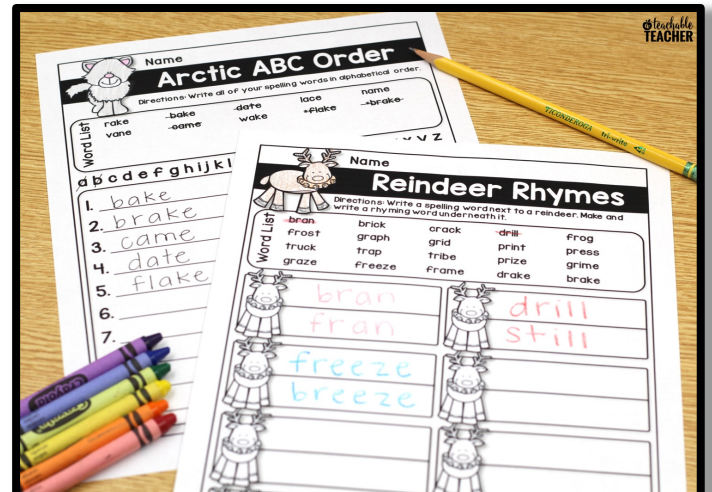 the teachable
TEACHER
Name
Arctic ABC Order
Directions: Write all of your spelling words in alphabetical order.
Word List
rake bake date lace name
vane came wake *flake *brake
a b c d e f g h i j k l
v y z
1. bake
2. brake
3. came
4. date
5. flake
6.
7.
TICONDEROGA tri-write
Name
Reindeer Rhymes
Directions: Write a spelling word next to a reindeer. Make and
write a rhyming word underneath it.
Word List
bran brick crack drill frog
frost graph grid print press
truck trap tribe prize grime
graze freeze frame drake brake
bran
fran
drill
still
freeze
breeze
Crayola